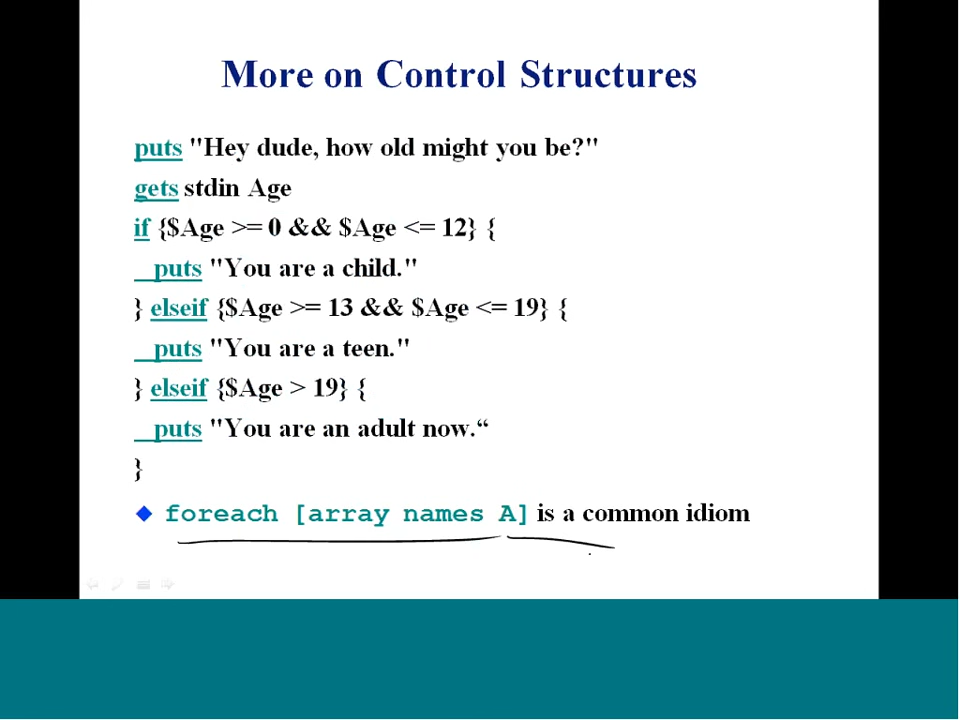 More on Control Structures
puts "Hey dude, how old might you be?"
gets stdin Age
if {$Age >= 0 && $Age <= 12} {
puts "You are a child."
} elseif {$Age >= 13 && $Age <= 19} {
puts "You are a teen."
} elseif {$Age > 19} {
puts "You are an adult now.“
}
◆ foreach [array names A] is a common idiom